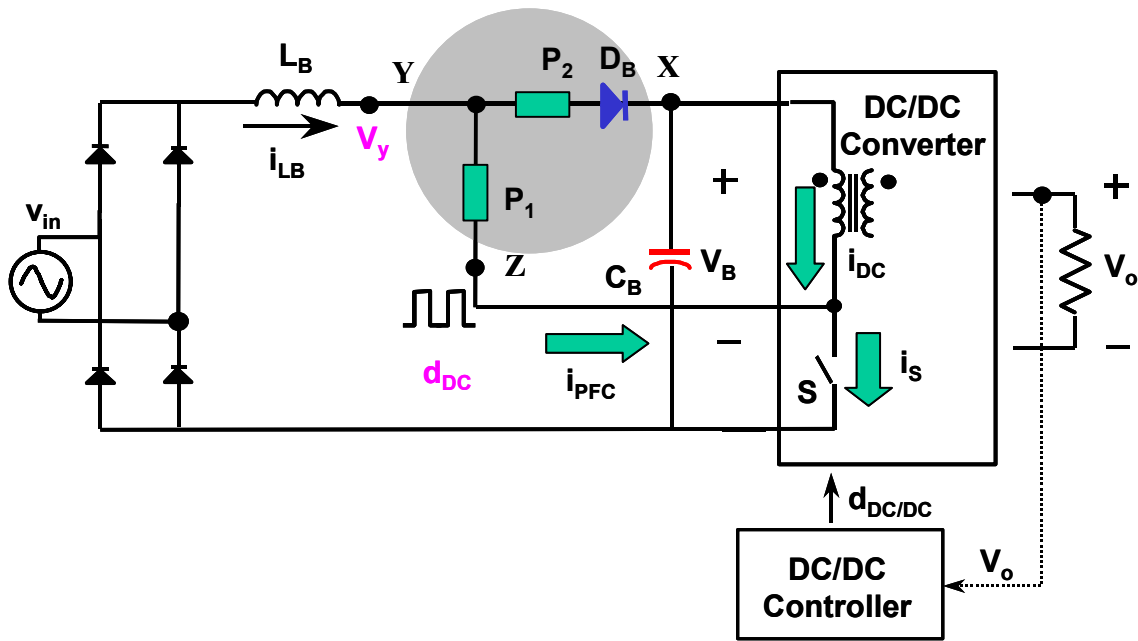 L_B
Y
P_2
D_B
X
DC/DC
Converter
V_y
i_LB
P_1
+
+
v_in
Z
C_B
V_B
i_DC
V_o
d_DC
i_PFC
−
S
i_S
−
d_DC/DC
DC/DC
Controller
V_o